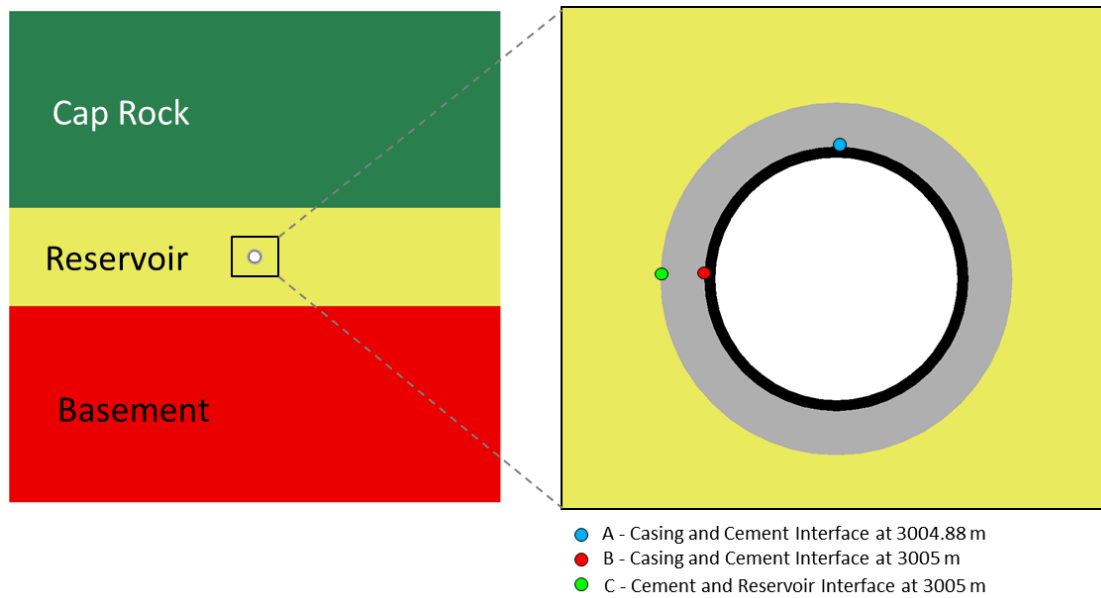 Cap Rock
Reservoir
Basement
A - Casing and Cement Interface at 3004.88 m
B - Casing and Cement Interface at 3005 m
C - Cement and Reservoir Interface at 3005 m